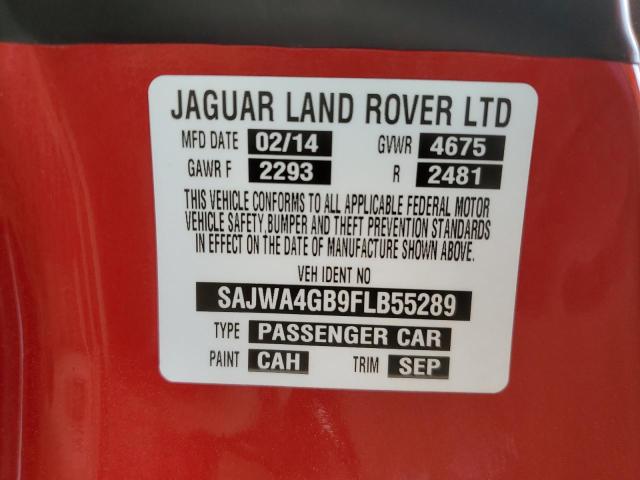 JAGUAR LAND ROVER LTD
MFD DATE 02/14 GVWR 4675
GAWR F 2293 R 2481
THIS VEHICLE CONFORMS TO ALL APPLICABLE FEDERAL MOTOR
VEHICLE SAFETY,BUMPER AND THEFT PREVENTION STANDARDS
IN EFFECT ON THE DATE OF MANUFACTURE SHOWN ABOVE.
VEH IDENT NO
SAJWA4GB9FLB55289
TYPE PASSENGER CAR
PAINT CAH TRIM SEP